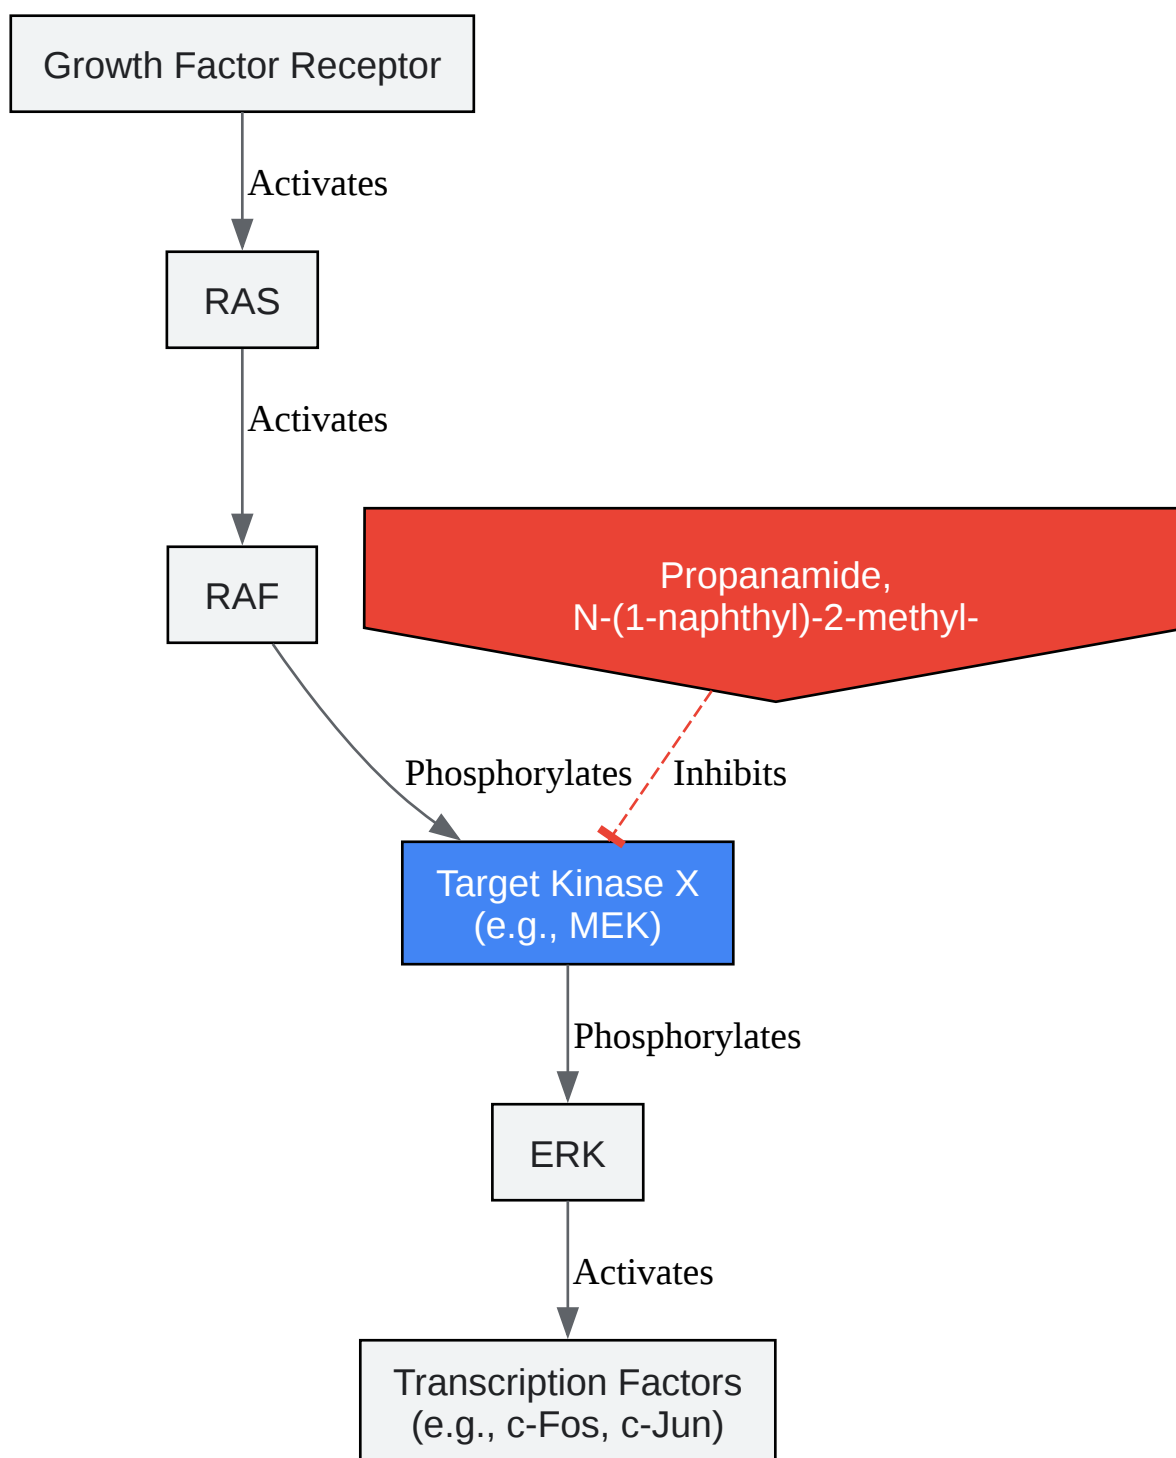 Growth Factor Receptor
Activates
RAS
Activates
RAF
Propanamide,
N-(1-naphthyl)-2-methyl-
Phosphorylates
Inhibits
Target Kinase X
(e.g., MEK)
Phosphorylates
ERK
Activates
Transcription Factors
(e.g., c-Fos, c-Jun)